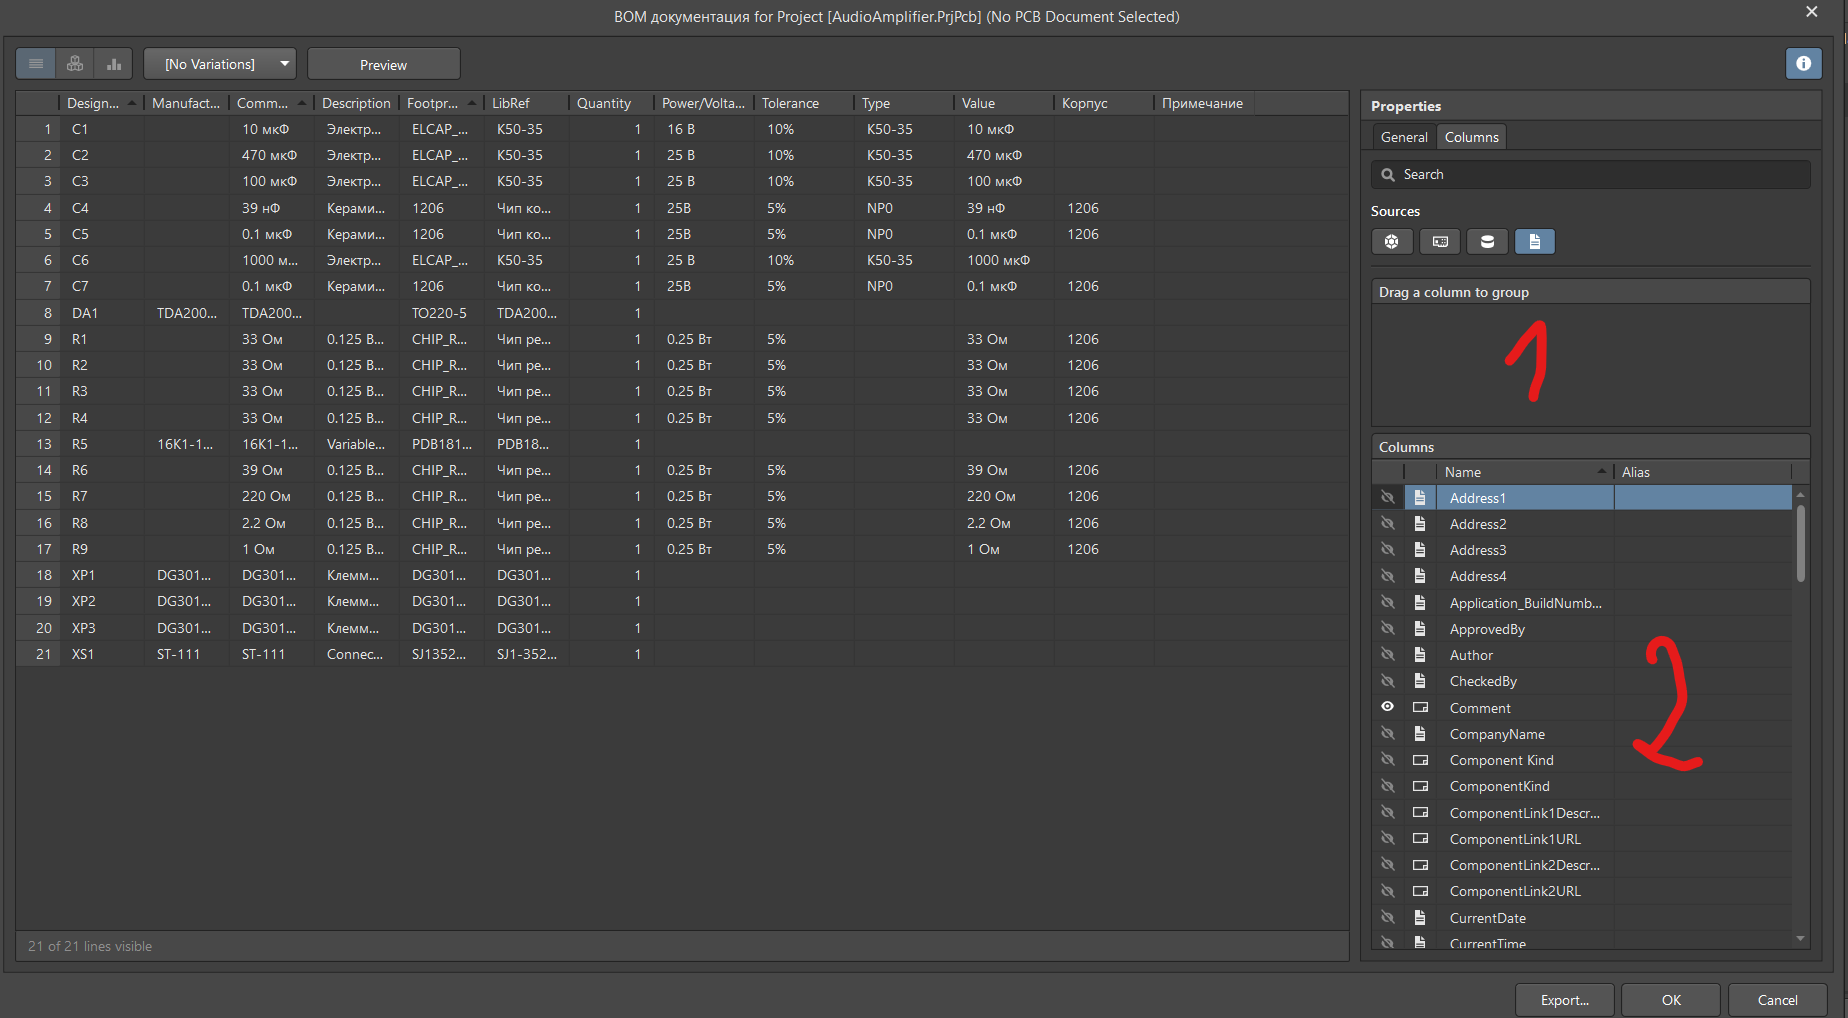 BOM документация for Project [AudioAmplifier.PrjPcb] (No PCB Document Selected)
[No Variations] Preview
Design... Manufact... Comm... Description Footpr... LibRef Quantity Power/Volta... Tolerance Type Value Корпус Примечание
1 C1 10 мкФ Электр... ELCAP_... К50-35 1 16 В 10% К50-35 10 мкФ
2 C2 470 мкФ Электр... ELCAP_... К50-35 1 25 В 10% К50-35 470 мкФ
3 C3 100 мкФ Электр... ELCAP_... К50-35 1 25 В 10% К50-35 100 мкФ
4 C4 39 нФ Керами... 1206 Чип ко... 1 25В 5% NP0 39 нФ 1206
5 C5 0.1 мкФ Керами... 1206 Чип ко... 1 25В 5% NP0 0.1 мкФ 1206
6 C6 1000 м... Электр... ELCAP_... К50-35 1 25 В 10% К50-35 1000 мкФ
7 C7 0.1 мкФ Керами... 1206 Чип ко... 1 25В 5% NP0 0.1 мкФ 1206
8 DA1 TDA200... TDA200... TO220-5 TDA200... 1
9 R1 33 Ом 0.125 В... CHIP_R... Чип ре... 1 0.25 Вт 5% 33 Ом 1206
10 R2 33 Ом 0.125 В... CHIP_R... Чип ре... 1 0.25 Вт 5% 33 Ом 1206
11 R3 33 Ом 0.125 В... CHIP_R... Чип ре... 1 0.25 Вт 5% 33 Ом 1206
12 R4 33 Ом 0.125 В... CHIP_R... Чип ре... 1 0.25 Вт 5% 33 Ом 1206
13 R5 16K1-1... 16K1-1... Variable... PDB181... PDB18... 1
14 R6 39 Ом 0.125 В... CHIP_R... Чип ре... 1 0.25 Вт 5% 39 Ом 1206
15 R7 220 Ом 0.125 В... CHIP_R... Чип ре... 1 0.25 Вт 5% 220 Ом 1206
16 R8 2.2 Ом 0.125 В... CHIP_R... Чип ре... 1 0.25 Вт 5% 2.2 Ом 1206
17 R9 1 Ом 0.125 В... CHIP_R... Чип ре... 1 0.25 Вт 5% 1 Ом 1206
18 XP1 DG301... DG301... Клемм... DG301... DG301... 1
19 XP2 DG301... DG301... Клемм... DG301... DG301... 1
20 XP3 DG301... DG301... Клемм... DG301... DG301... 1
21 XS1 ST-111 ST-111 Connec... SJ1352... SJ1-352... 1
21 of 21 lines visible
Properties
General Columns
Search
Sources
Drag a column to group
1
Columns
Name Alias
Address1
Address2
Address3
Address4
Application_BuildNumb...
ApprovedBy
Author
CheckedBy
Comment
CompanyName
Component Kind
ComponentKind
ComponentLink1Descr...
ComponentLink1URL
ComponentLink2Descr...
ComponentLink2URL
CurrentDate
CurrentTime
2
Export... OK Cancel